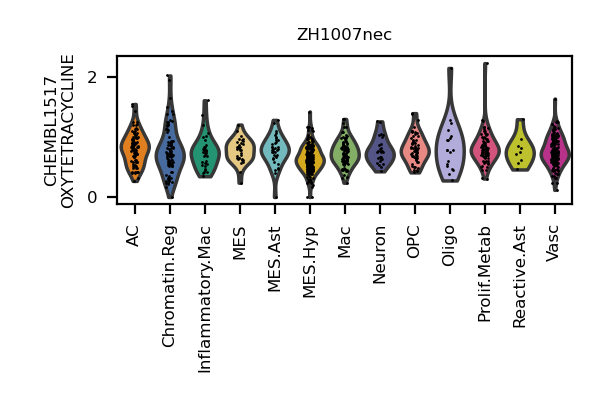 ZH1007nec
CHEMBL1517
OXYTETRACYCLINE
2
0
AC
Chromatin.Reg
Inflammatory.Mac
MES
MES.Ast
MES.Hyp
Mac
Neuron
OPC
Oligo
Prolif.Metab
Reactive.Ast
Vasc